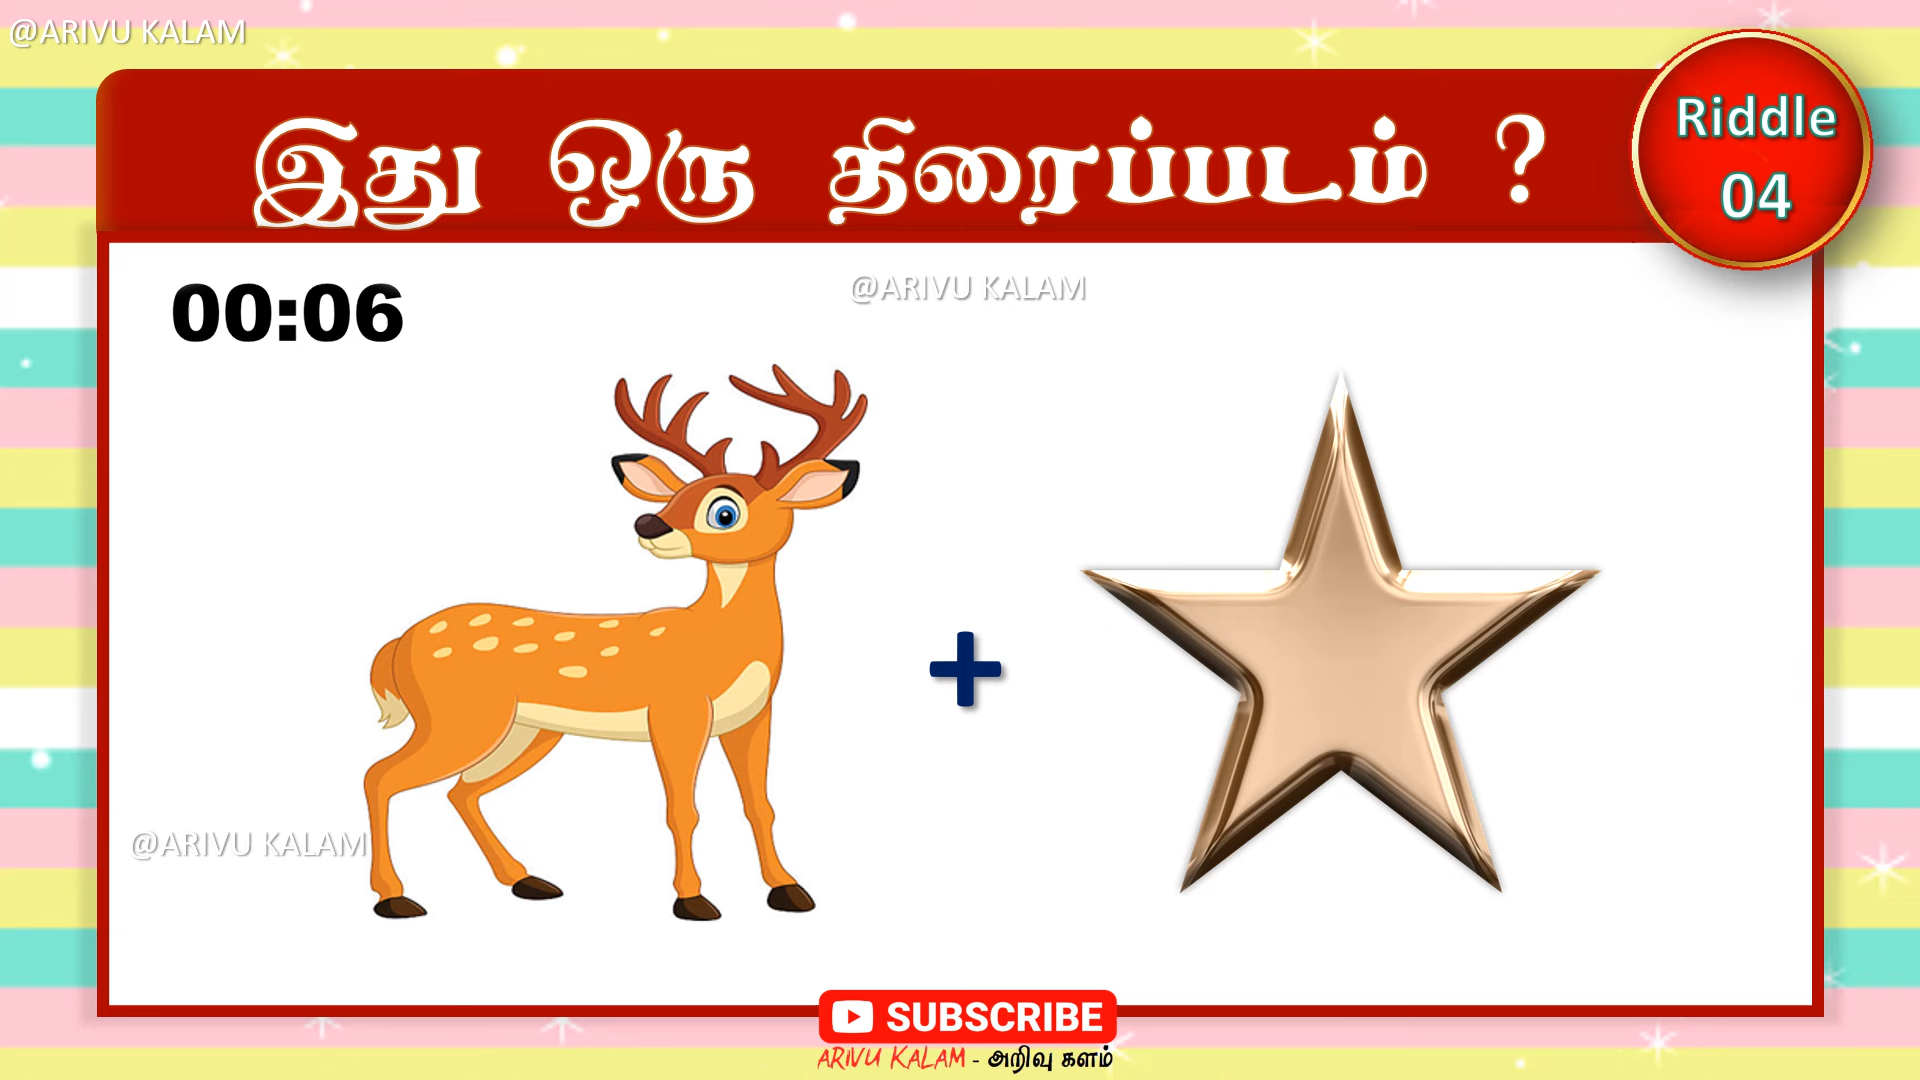 @ARIVU KALAM
இது ஒரு திரைப்படம் ?
Riddle
04
00:06
@ARIVU KALAM
@ARIVU KALAM
SUBSCRIBE
ARIVU KALAM - அறிவு களம்